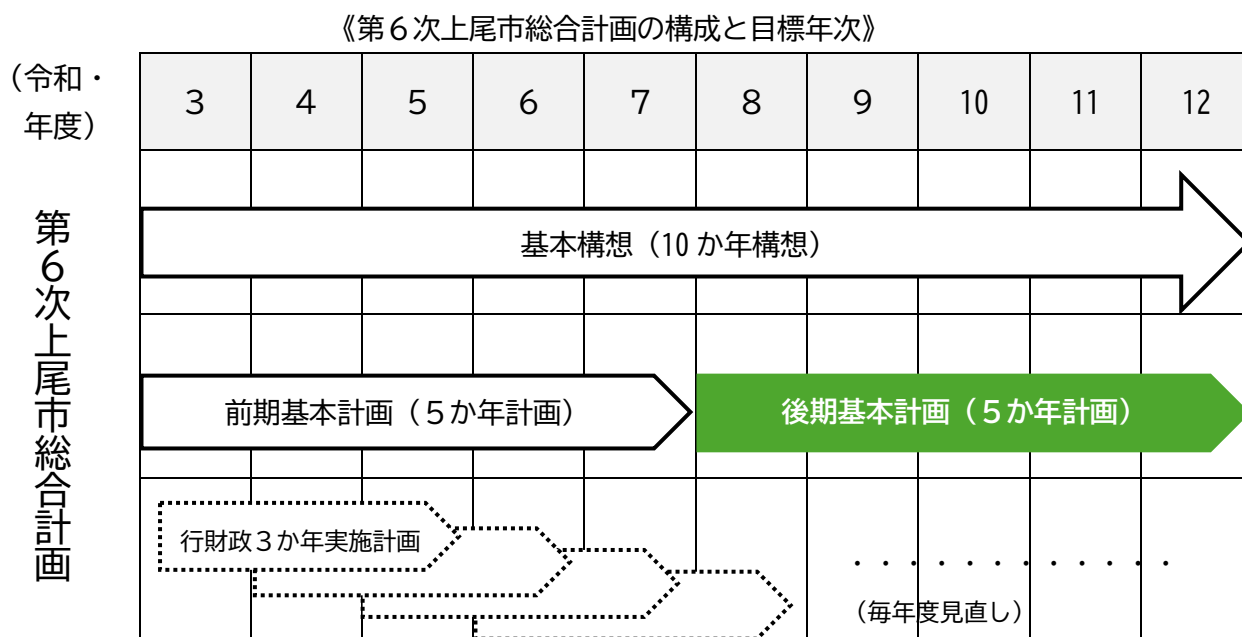 《第６次上尾市総合計画の構成と目標年次》
（令和・
年度）
３ ４ ５ ６ ７ ８ ９ 10 11 12
第６次上尾市総合計画
基本構想（10 か年構想）
前期基本計画（５か年計画）
後期基本計画（５か年計画）
行財政３か年実施計画
・・・・・・・・・・・・
（毎年度見直し）